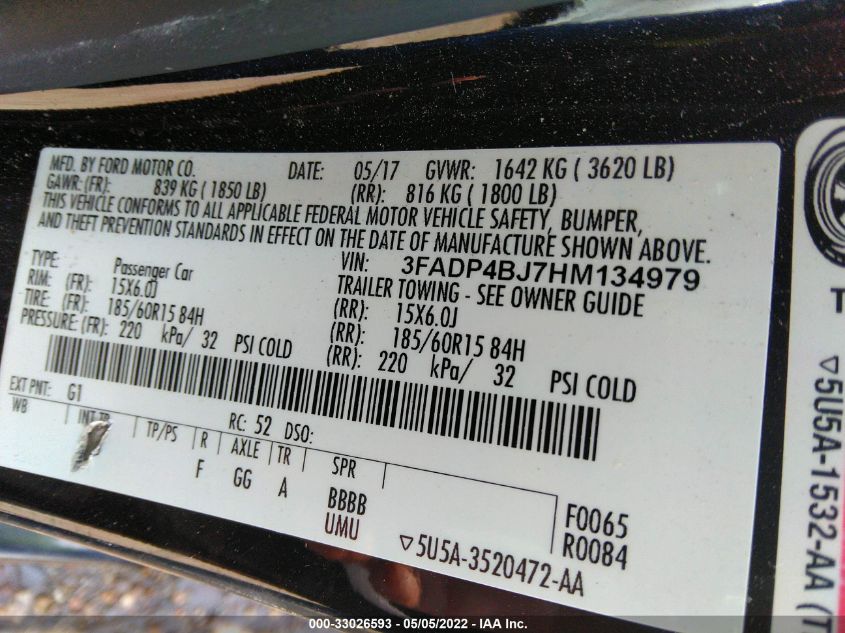 MFD. BY FORD MOTOR CO. DATE: 05/17 GVWR: 1642 KG ( 3620 LB)
GAWR: (FR): 839 KG ( 1850 LB) (RR): 816 KG ( 1800 LB)
THIS VEHICLE CONFORMS TO ALL APPLICABLE FEDERAL MOTOR VEHICLE SAFETY, BUMPER,
AND THEFT PREVENTION STANDARDS IN EFFECT ON THE DATE OF MANUFACTURE SHOWN ABOVE.
VIN: 3FADP4BJ7HM134979
TYPE: Passenger Car TRAILER TOWING - SEE OWNER GUIDE
RIM: (FR): 15X6.0J (RR): 15X6.0J
TIRE: (FR): 185/60R15 84H (RR): 185/60R15 84H
PRESSURE: (FR): 220 kPa/ 32 PSI COLD (RR): 220 kPa/ 32 PSI COLD
EXT PNT: G1 RC: 52 DSO:
WB INT TR TP/PS R AXLE TR SPR
F GG A BBBB
UMU
F0065
R0084
▽5U5A-3520472-AA
T
▽5U5A-1532-AA (T
000-33026593 - 05/05/2022 - IAA Inc.